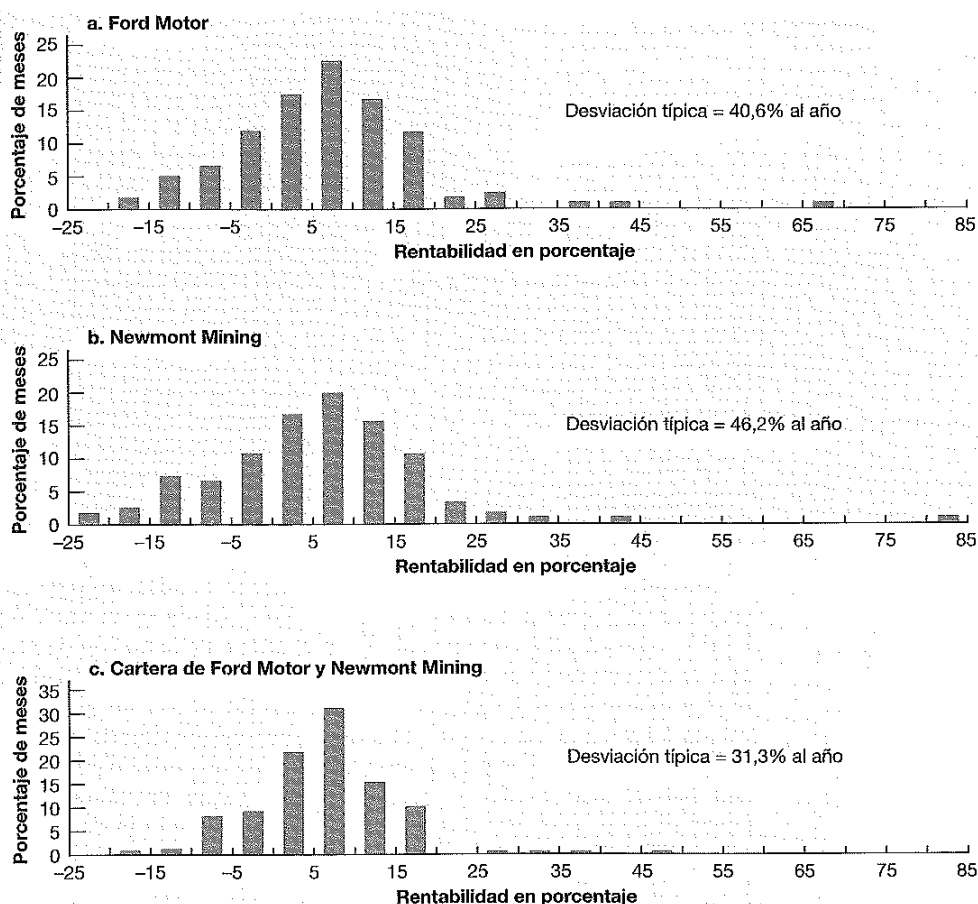 a. Ford Motor
Porcentaje de meses
25
20
15
10
5
0
Desviación típica = 40,6% al año
–25 –15 –5 5 15 25 35 45 55 65 75 85
Rentabilidad en porcentaje
b. Newmont Mining
Porcentaje de meses
25
20
15
10
5
0
Desviación típica = 46,2% al año
–25 –15 –5 5 15 25 35 45 55 65 75 85
Rentabilidad en porcentaje
c. Cartera de Ford Motor y Newmont Mining
Porcentaje de meses
35
30
25
20
15
10
5
0
Desviación típica = 31,3% al año
–25 –15 –5 5 15 25 35 45 55 65 75 85
Rentabilidad en porcentaje